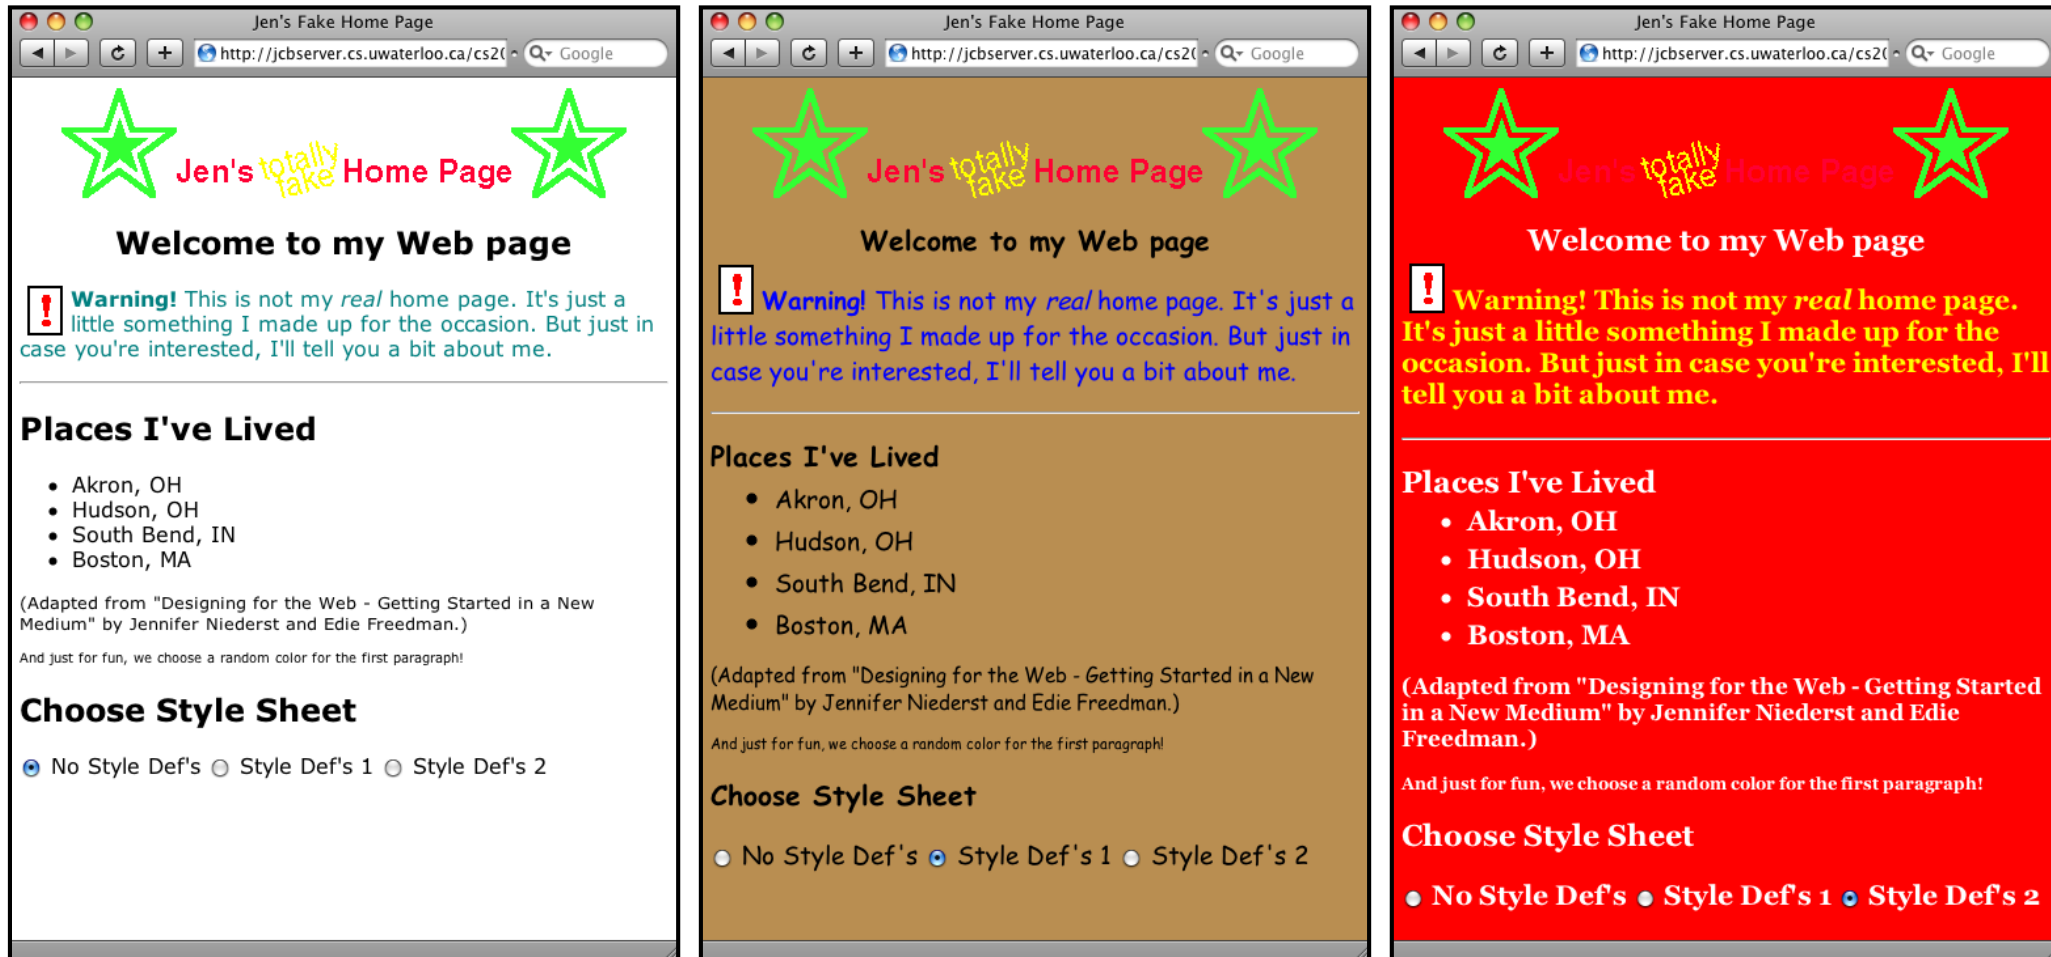 Jen's Fake Home Page
http://jcbserver.cs.uwaterloo.ca/cs2(
Google
Jen's totally fake Home Page
Welcome to my Web page
! Warning! This is not my real home page. It's just a
little something I made up for the occasion. But just in
case you're interested, I'll tell you a bit about me.
Places I've Lived
• Akron, OH
• Hudson, OH
• South Bend, IN
• Boston, MA
(Adapted from "Designing for the Web - Getting Started in a New
Medium" by Jennifer Niederst and Edie Freedman.)
And just for fun, we choose a random color for the first paragraph!
Choose Style Sheet
No Style Def's Style Def's 1 Style Def's 2
Jen's Fake Home Page
http://jcbserver.cs.uwaterloo.ca/cs2(
Google
Jen's totally fake Home Page
Welcome to my Web page
! Warning! This is not my real home page. It's just a
little something I made up for the occasion. But just in
case you're interested, I'll tell you a bit about me.
Places I've Lived
• Akron, OH
• Hudson, OH
• South Bend, IN
• Boston, MA
(Adapted from "Designing for the Web - Getting Started in a New
Medium" by Jennifer Niederst and Edie Freedman.)
And just for fun, we choose a random color for the first paragraph!
Choose Style Sheet
No Style Def's Style Def's 1 Style Def's 2
Jen's Fake Home Page
http://jcbserver.cs.uwaterloo.ca/cs2(
Google
Jen's totally fake Home Page
Welcome to my Web page
! Warning! This is not my real home page.
It's just a little something I made up for the
occasion. But just in case you're interested, I'll
tell you a bit about me.
Places I've Lived
• Akron, OH
• Hudson, OH
• South Bend, IN
• Boston, MA
(Adapted from "Designing for the Web - Getting Started
in a New Medium" by Jennifer Niederst and Edie
Freedman.)
And just for fun, we choose a random color for the first paragraph!
Choose Style Sheet
No Style Def's Style Def's 1 Style Def's 2